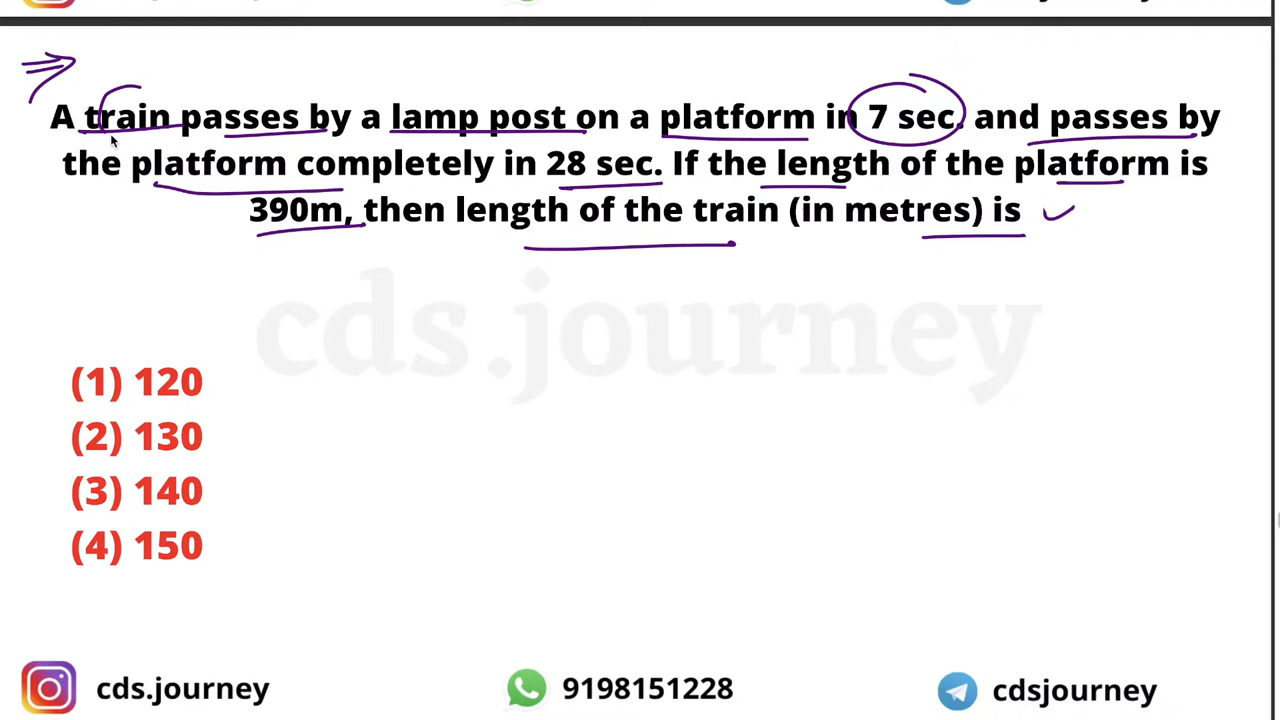 A train passes by a lamp post on a platform in 7 sec. and passes by
the platform completely in 28 sec. If the length of the platform is
390m, then length of the train (in metres) is
cds.journey
(1) 120
(2) 130
(3) 140
(4) 150
cds.journey 9198151228 cdsjourney